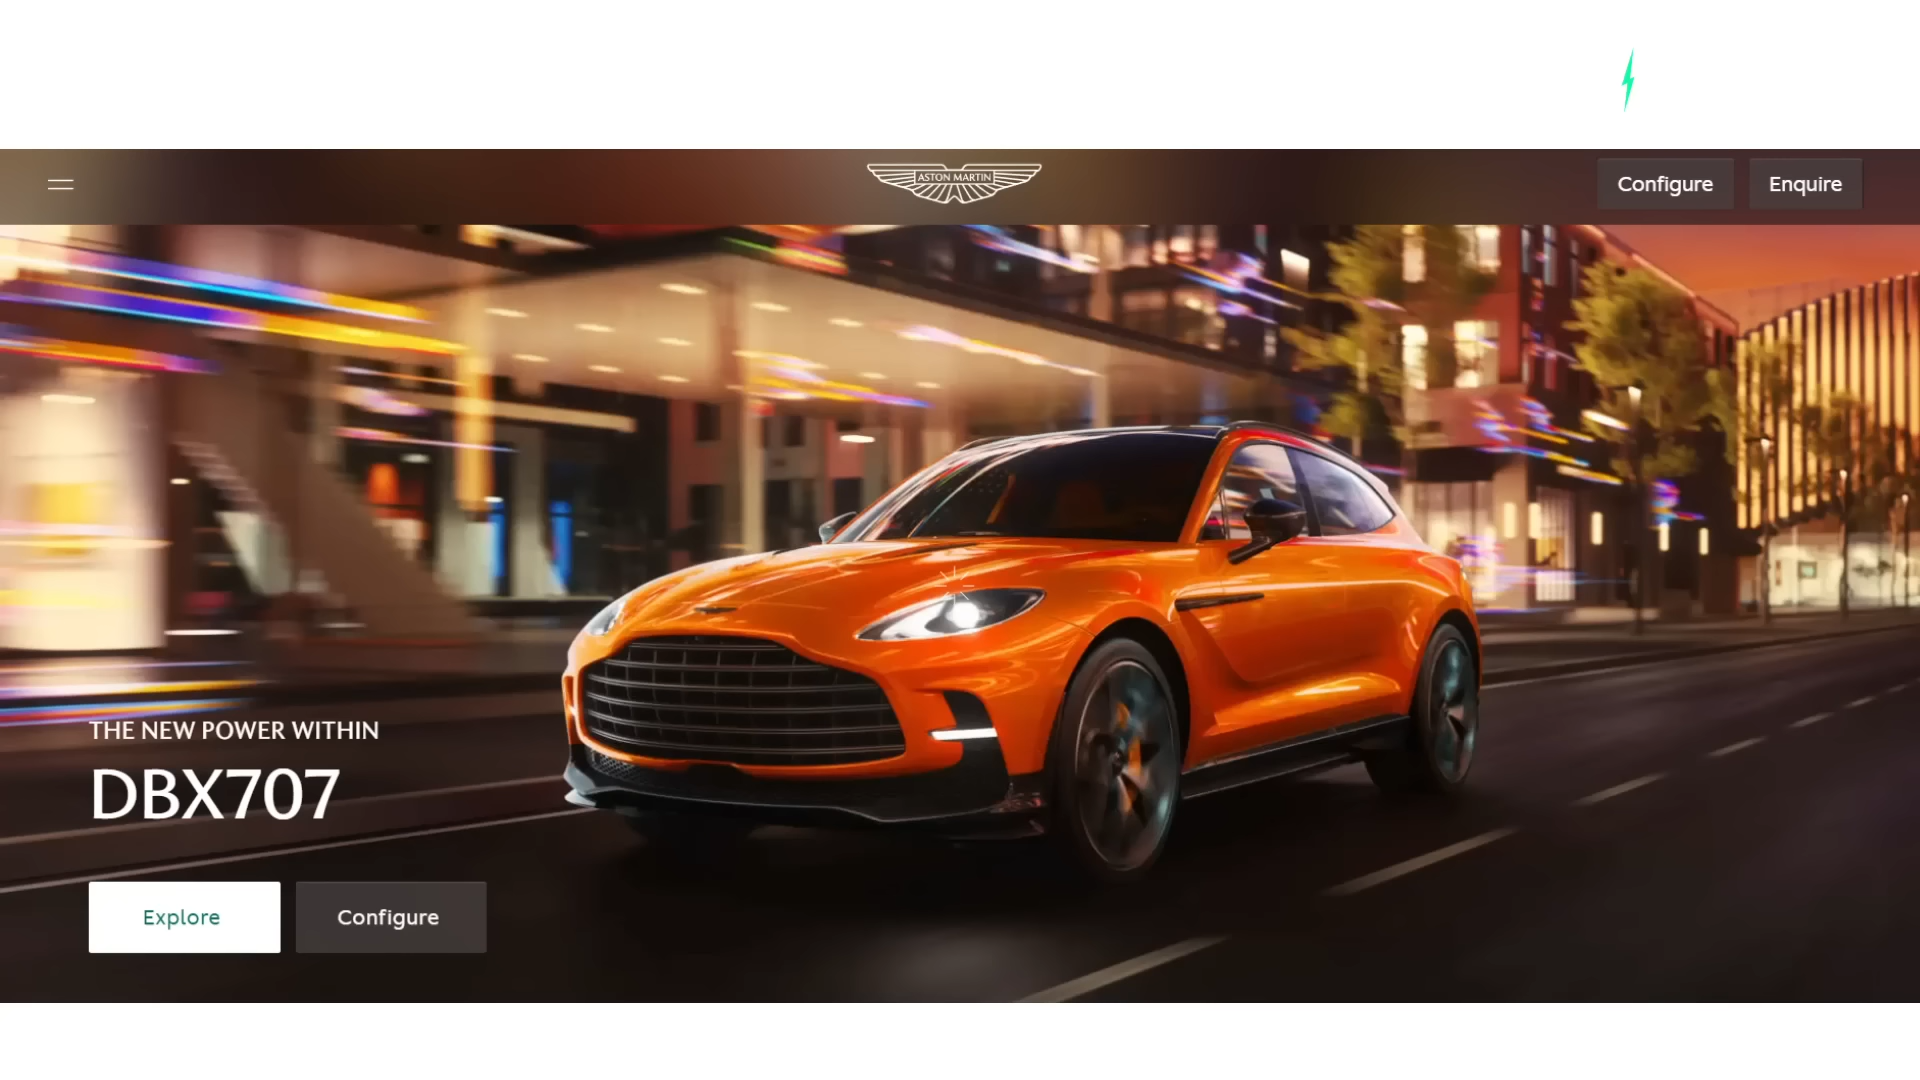 ASTON MARTIN
Configure
Enquire
THE NEW POWER WITHIN
DBX707
Explore
Configure